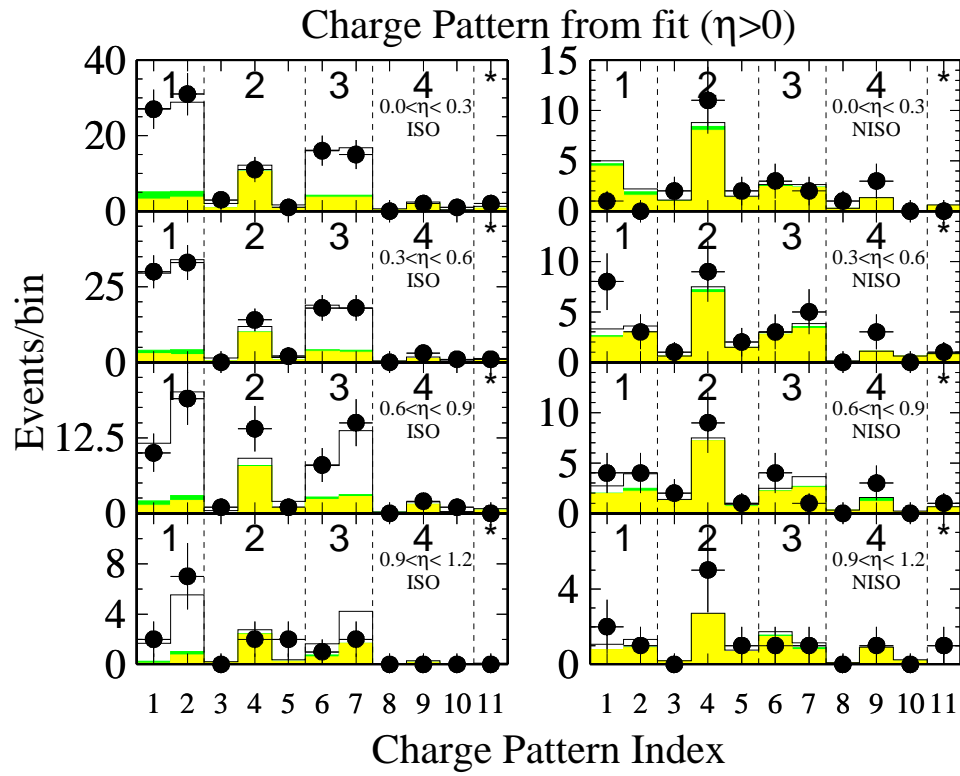 Charge Pattern from fit (η>0)
Events/bin
40
20
0
1 2 3 4 *
0.0<η< 0.3
ISO
15
10
5
0
1 2 3 4 *
0.0<η< 0.3
NISO
25
0
1 2 3 4 *
0.3<η< 0.6
ISO
10
5
0
1 2 3 4 *
0.3<η< 0.6
NISO
12.5
0
1 2 3 4 *
0.6<η< 0.9
ISO
10
5
0
1 2 3 4 *
0.6<η< 0.9
NISO
8
4
0
1 2 3 4 *
0.9<η< 1.2
ISO
4
0
1 2 3 4 *
0.9<η< 1.2
NISO
1 2 3 4 5 6 7 8 9 10 11
1 2 3 4 5 6 7 8 9 10 11
Charge Pattern Index